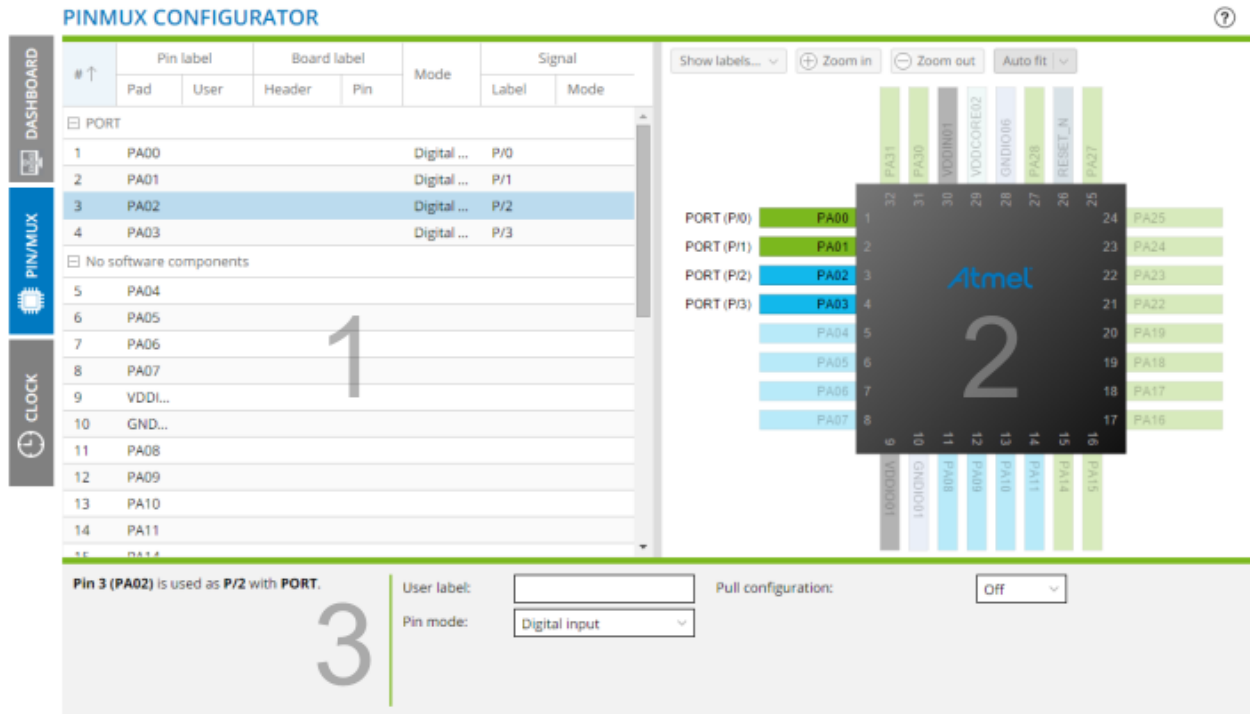 PINMUX CONFIGURATOR
?
DASHBOARD
PIN/MUX
CLOCK
# Pin label Board label Mode Signal
Pad User Header Pin Label Mode
PORT
1 PA00 Digital ... P/0
2 PA01 Digital ... P/1
3 PA02 Digital ... P/2
4 PA03 Digital ... P/3
No software components
5 PA04
6 PA05
7 PA06
8 PA07
9 VDDI...
10 GND...
11 PA08
12 PA09
13 PA10
14 PA11
15 PA14
1
Show labels... Zoom in Zoom out Auto fit
PA31 PA30 VDDIN01 VDDCORE02 GNDIO06 PA28 RESET_N PA27
32 31 30 29 28 27 26 25
PORT (P/0) PA00 1 24 PA25
PORT (P/1) PA01 2 23 PA24
PORT (P/2) PA02 3 22 PA23
PORT (P/3) PA03 4 21 PA22
PA04 5 20 PA19
PA05 6 19 PA18
PA06 7 18 PA17
PA07 8 17 PA16
Atmel
2
9 10 11 12 13 14 15 16
VDDIO01 GNDIO01 PA08 PA09 PA10 PA11 PA14 PA15
Pin 3 (PA02) is used as P/2 with PORT.
3
User label:
Pin mode: Digital input
Pull configuration: Off